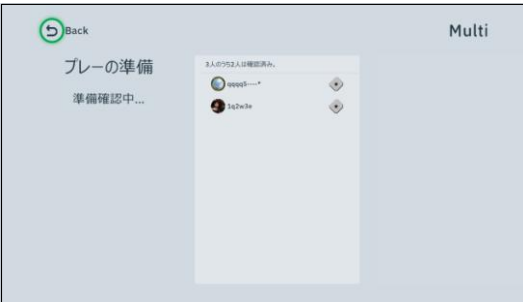 Back
Multi
プレーの準備
準備確認中...
3人のうち2人は確認済み。
qqqq5----*
1q2w3e